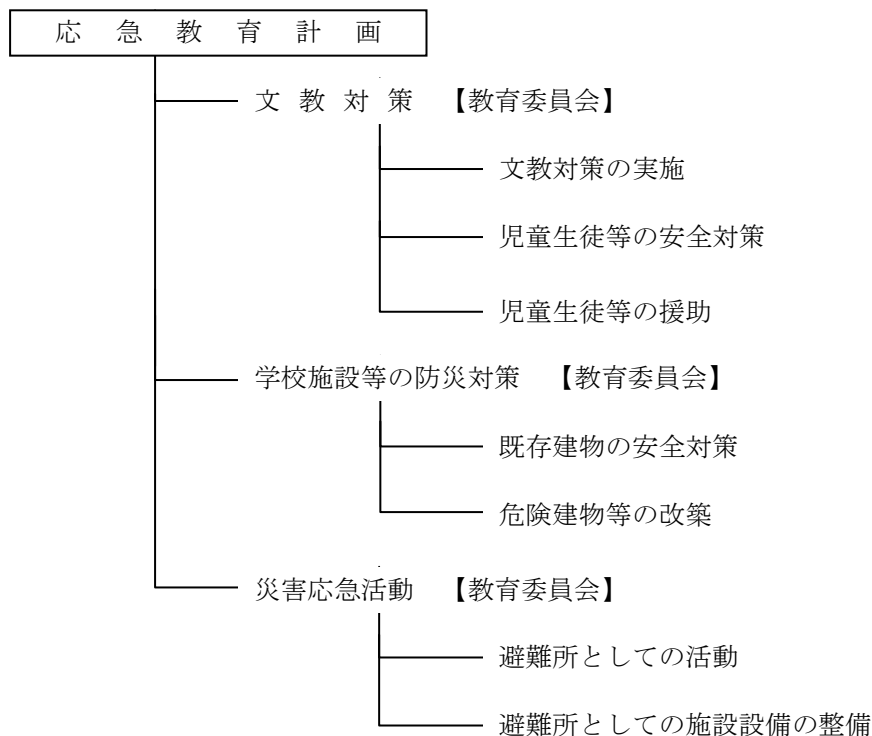 応急教育計画
文教対策 【教育委員会】
文教対策の実施
児童生徒等の安全対策
児童生徒等の援助
学校施設等の防災対策 【教育委員会】
既存建物の安全対策
危険建物等の改築
災害応急活動 【教育委員会】
避難所としての活動
避難所としての施設設備の整備